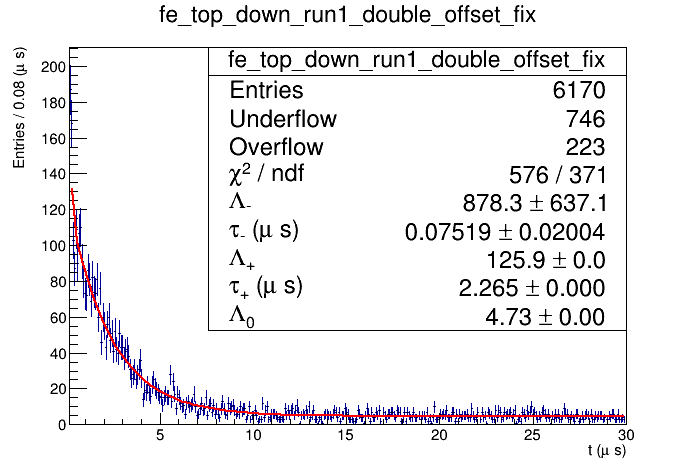 fe_top_down_run1_double_offset_fix
Entries / 0.08 (μ s)
fe_top_down_run1_double_offset_fix
Entries 6170
Underflow 746
Overflow 223
χ² / ndf 576 / 371
Λ₋ 878.3 ± 637.1
τ₋ (μ s) 0.07519 ± 0.02004
Λ₊ 125.9 ± 0.0
τ₊ (μ s) 2.265 ± 0.000
Λ₀ 4.73 ± 0.00
200
180
160
140
120
100
80
60
40
20
0
5 10 15 20 25 30
t (μ s)